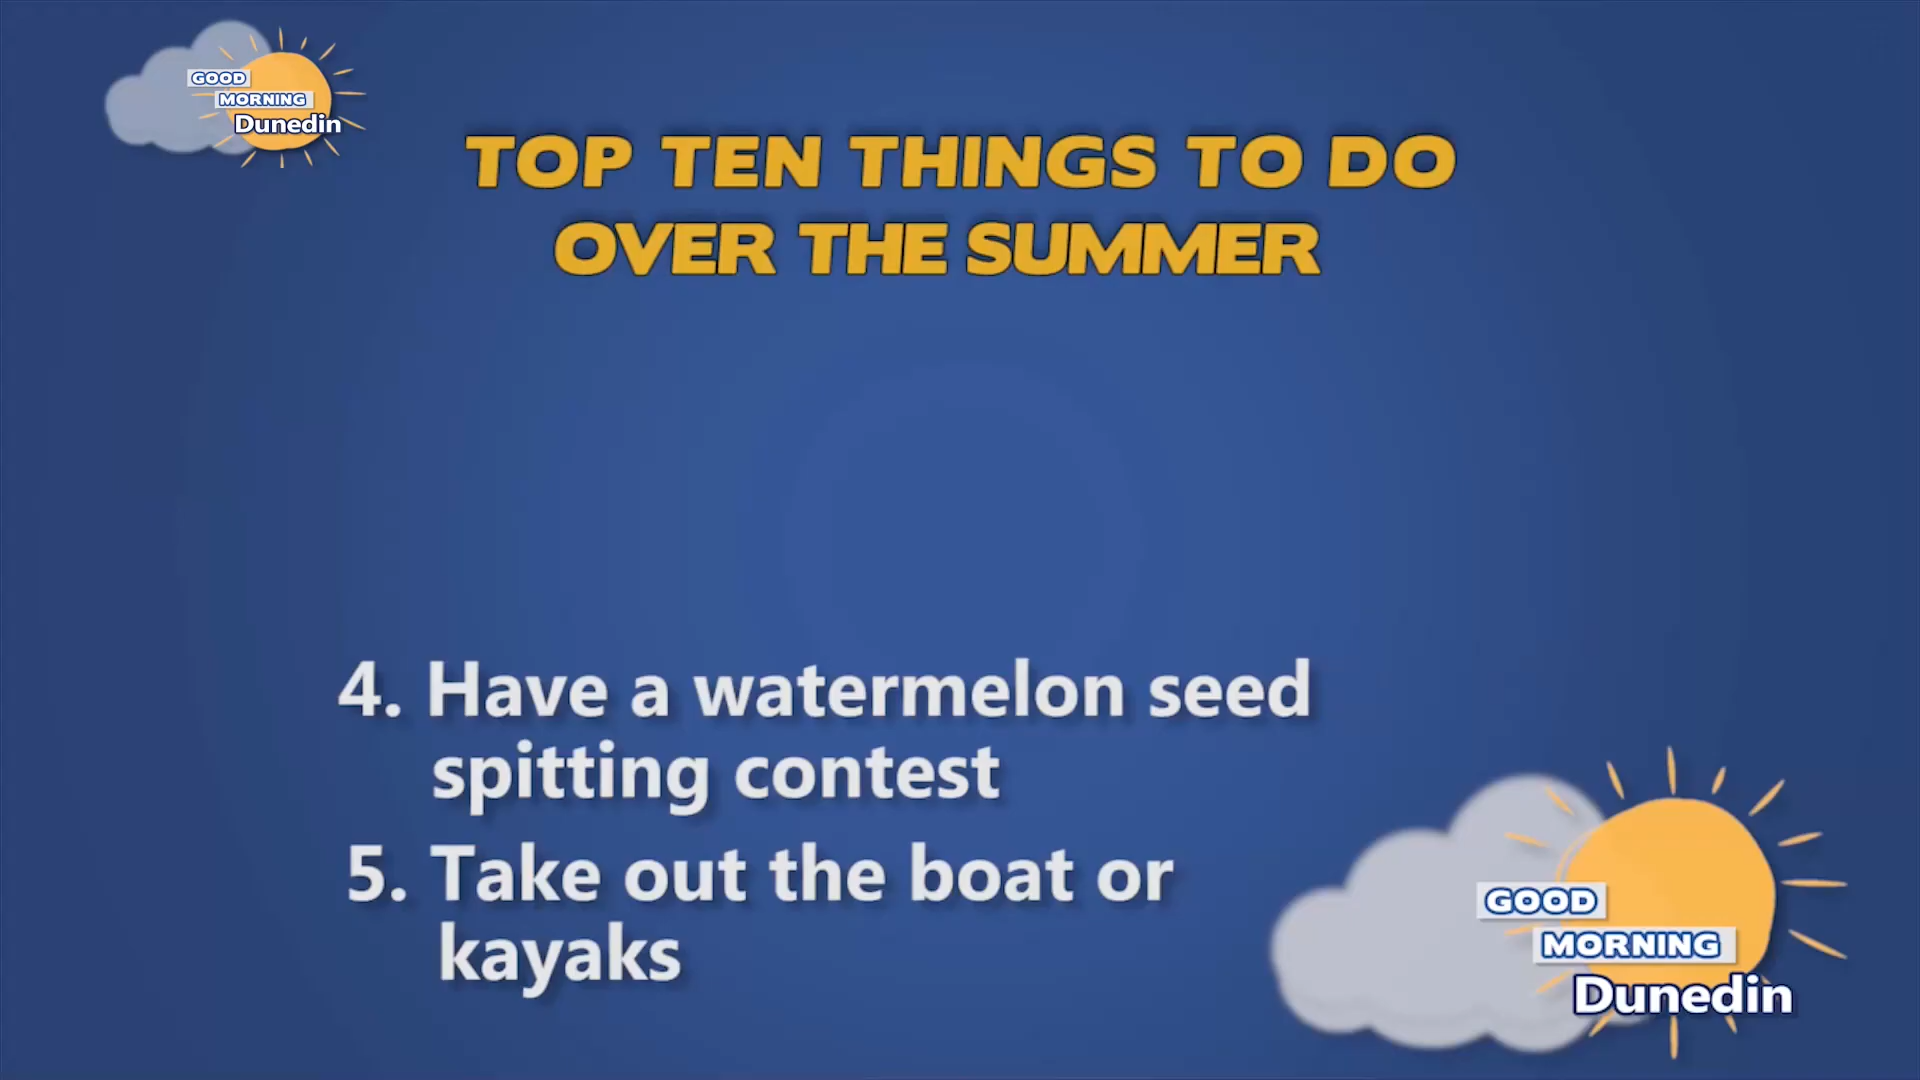 GOOD
MORNING
Dunedin
TOP TEN THINGS TO DO
OVER THE SUMMER
4. Have a watermelon seed
spitting contest
5. Take out the boat or
kayaks
GOOD
MORNING
Dunedin